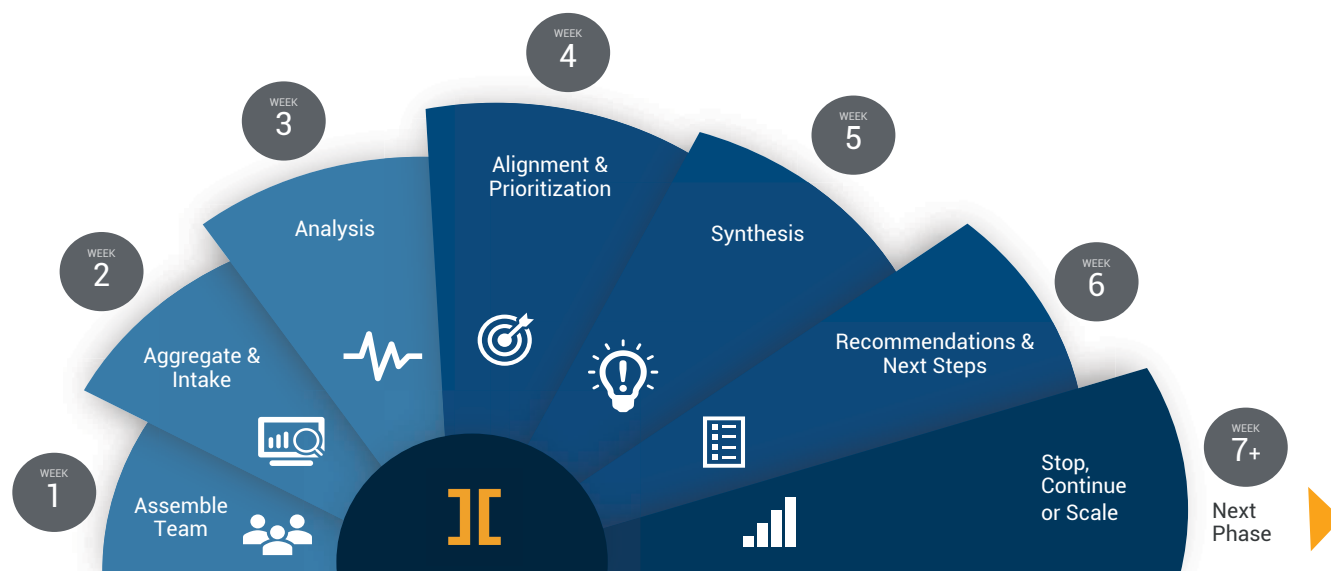 WEEK
1
Assemble
Team
WEEK
2
Aggregate &
Intake
WEEK
3
Analysis
WEEK
4
Alignment &
Prioritization
WEEK
5
Synthesis
WEEK
6
Recommendations &
Next Steps
WEEK
7+
Next
Phase
Stop,
Continue
or Scale